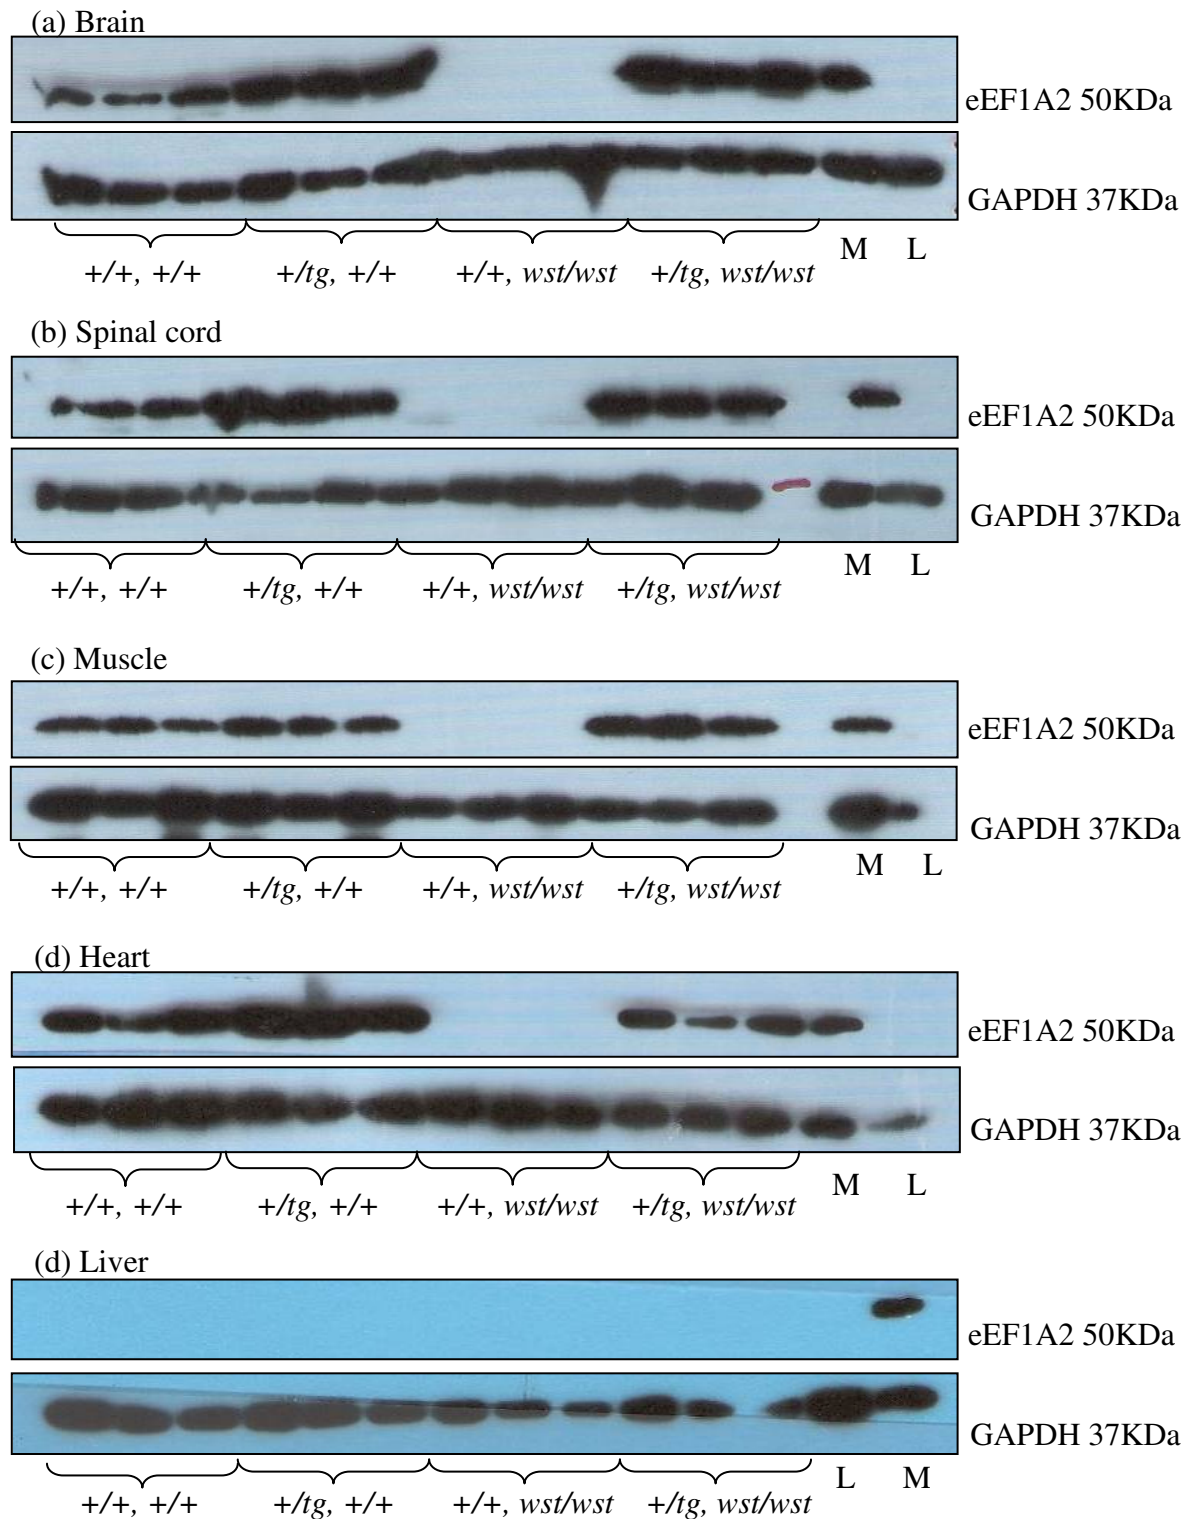 (a) Brain
eEF1A2 50KDa
GAPDH 37KDa
+/+, +/+ +/tg, +/+ +/+, wst/wst +/tg, wst/wst M L
(b) Spinal cord
eEF1A2 50KDa
GAPDH 37KDa
+/+, +/+ +/tg, +/+ +/+, wst/wst +/tg, wst/wst M L
(c) Muscle
eEF1A2 50KDa
GAPDH 37KDa
+/+, +/+ +/tg, +/+ +/+, wst/wst +/tg, wst/wst M L
(d) Heart
eEF1A2 50KDa
GAPDH 37KDa
+/+, +/+ +/tg, +/+ +/+, wst/wst +/tg, wst/wst M L
(d) Liver
eEF1A2 50KDa
GAPDH 37KDa
+/+, +/+ +/tg, +/+ +/+, wst/wst +/tg, wst/wst L M